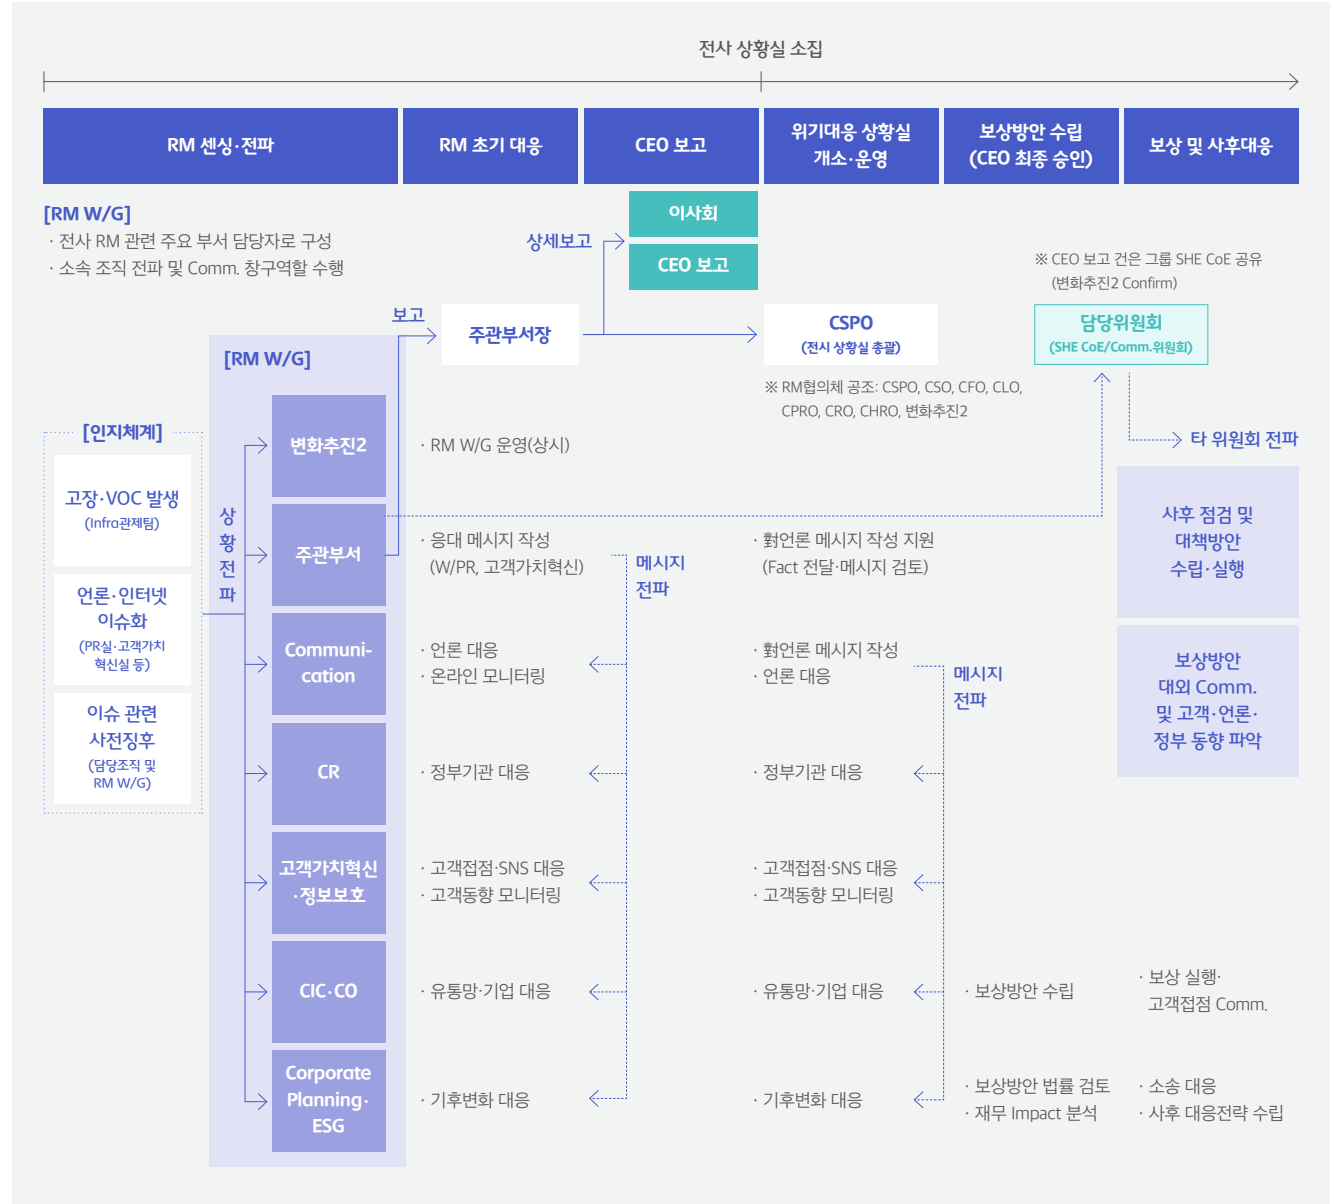 전사 상황실 소집
RM 센싱·전파
RM 초기 대응
CEO 보고
위기대응 상황실
개소·운영
보상방안 수립
(CEO 최종 승인)
보상 및 사후대응
[RM W/G]
· 전사 RM 관련 주요 부서 담당자로 구성
· 소속 조직 전파 및 Comm. 창구역할 수행
상세보고
이사회
CEO 보고
※ CEO 보고 건은 그룹 SHE CoE 공유
(변화추진2 Confirm)
보고
주관부서장
CSPO
(전시 상황실 총괄)
담당위원회
(SHE CoE/Comm.위원회)
※ RM협의체 공조: CSPO, CSO, CFO, CLO,
CPRO, CRO, CHRO, 변화추진2
타 위원회 전파
[인지체계]
고장·VOC 발생
(Infra관제팀)
언론·인터넷
이슈화
(PR실·고객가치
혁신실 등)
이슈 관련
사전징후
(담당조직 및
RM W/G)
상
황
전
파
[RM W/G]
변화추진2
· RM W/G 운영(상시)
주관부서
· 응대 메시지 작성
(W/PR, 고객가치혁신)
메시지
전파
· 對언론 메시지 작성 지원
(Fact 전달·메시지 검토)
사후 점검 및
대책방안
수립·실행
Communi-
cation
· 언론 대응
· 온라인 모니터링
· 對언론 메시지 작성
· 언론 대응
메시지
전파
보상방안
대외 Comm.
및 고객·언론·
정부 동향 파악
CR
· 정부기관 대응
· 정부기관 대응
고객가치혁신
·정보보호
· 고객접점·SNS 대응
· 고객동향 모니터링
· 고객접점·SNS 대응
· 고객동향 모니터링
CIC·CO
· 유통망·기업 대응
· 유통망·기업 대응
· 보상방안 수립
· 보상 실행·
고객접점 Comm.
Corporate
Planning·
ESG
· 기후변화 대응
· 기후변화 대응
· 보상방안 법률 검토
· 재무 Impact 분석
· 소송 대응
· 사후 대응전략 수립